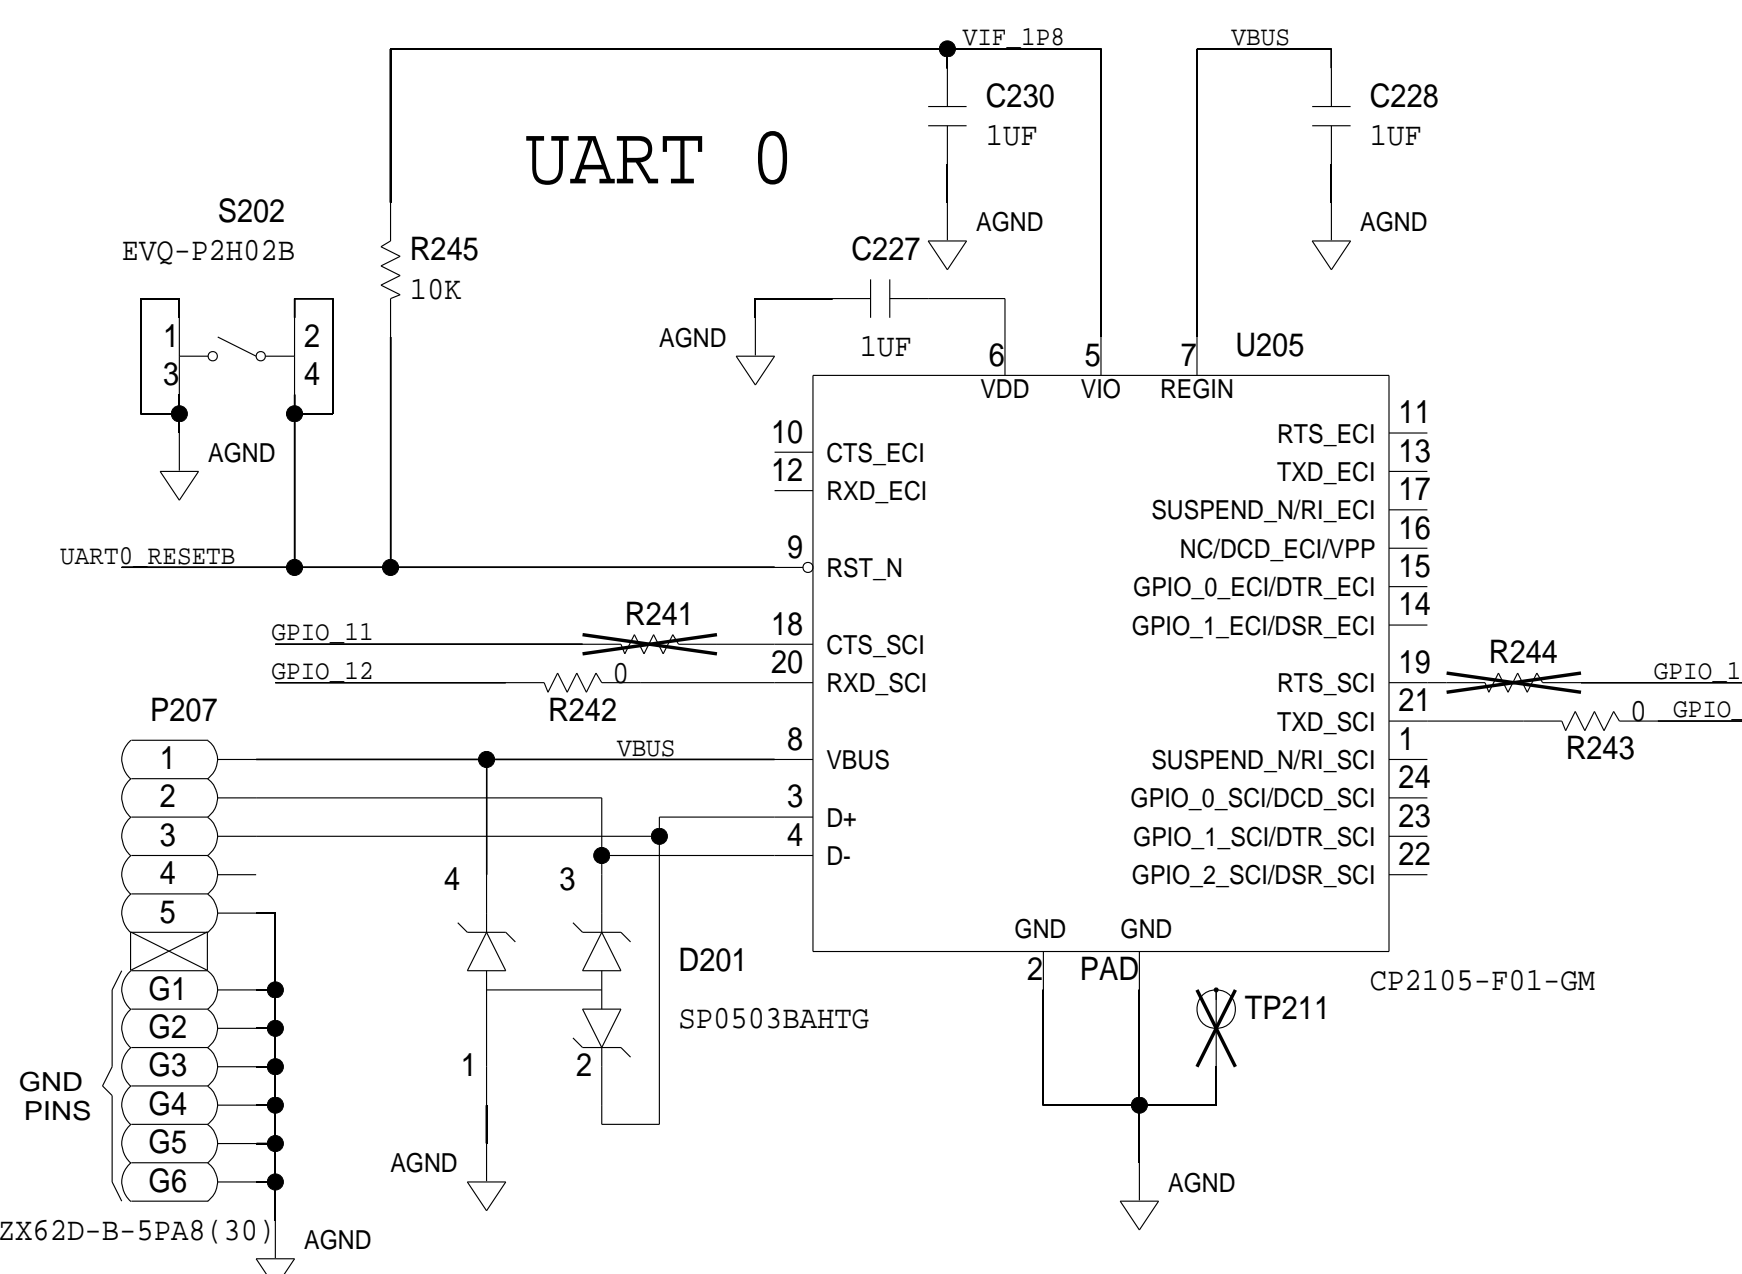 VIF_1P8
VBUS
C230
1UF
C228
1UF
UART 0
S202
EVQ-P2H02B
R245
10K
AGND
AGND
C227
1UF
AGND
1
3
2
4
AGND
6
5
7
U205
VDD
VIO
REGIN
10
CTS_ECI
12
RXD_ECI
UART0_RESETB
9
RST_N
GPIO_11
R241
18
CTS_SCI
GPIO_12
R242
0
20
RXD_SCI
VBUS
8
VBUS
3
D+
4
D-
RTS_ECI
11
TXD_ECI
13
SUSPEND_N/RI_ECI
17
NC/DCD_ECI/VPP
16
GPIO_0_ECI/DTR_ECI
15
GPIO_1_ECI/DSR_ECI
14
RTS_SCI
19
R244
GPIO_1
TXD_SCI
21
R243
0
GPIO_
SUSPEND_N/RI_SCI
1
GPIO_0_SCI/DCD_SCI
24
GPIO_1_SCI/DTR_SCI
23
GPIO_2_SCI/DSR_SCI
22
GND
GND
2
PAD
CP2105-F01-GM
TP211
AGND
P207
1
2
3
4
5
G1
G2
G3
G4
G5
G6
GND
PINS
ZX62D-B-5PA8(30)
AGND
4
3
D201
SP0503BAHTG
1
2
AGND